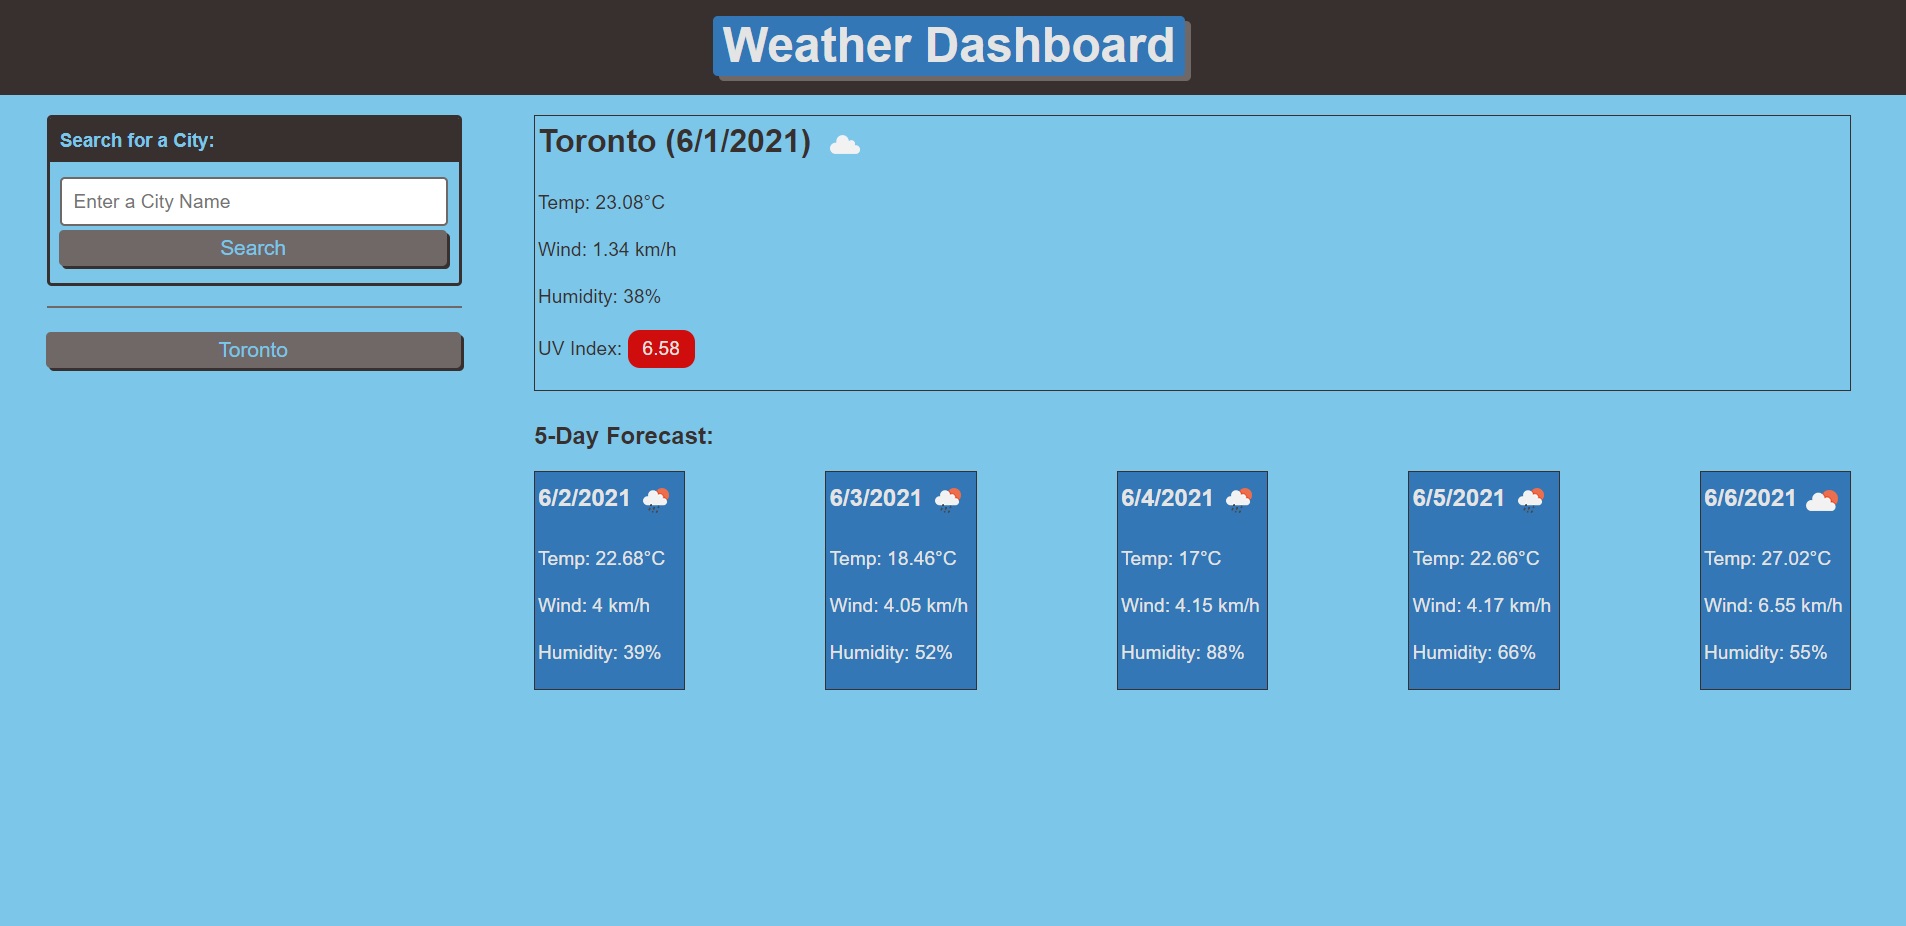 Weather Dashboard
Search for a City:
Enter a City Name
Search
Toronto
Toronto (6/1/2021)
Temp: 23.08°C
Wind: 1.34 km/h
Humidity: 38%
UV Index: 6.58
5-Day Forecast:
6/2/2021
Temp: 22.68°C
Wind: 4 km/h
Humidity: 39%
6/3/2021
Temp: 18.46°C
Wind: 4.05 km/h
Humidity: 52%
6/4/2021
Temp: 17°C
Wind: 4.15 km/h
Humidity: 88%
6/5/2021
Temp: 22.66°C
Wind: 4.17 km/h
Humidity: 66%
6/6/2021
Temp: 27.02°C
Wind: 6.55 km/h
Humidity: 55%